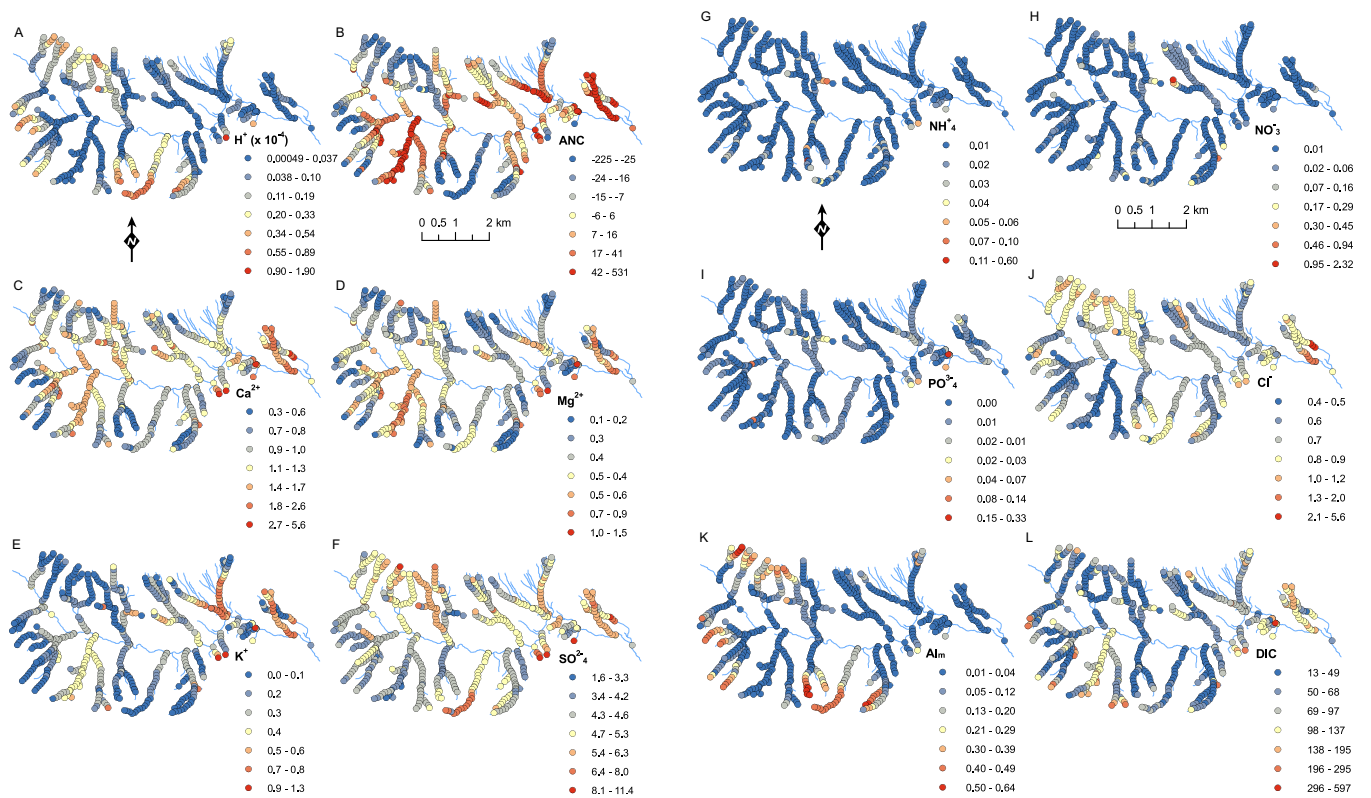 A
B
G
H
H⁺ (x 10⁻⁴)
0.00049 - 0.037
0.038 - 0.10
0.11 - 0.19
0.20 - 0.33
0.34 - 0.54
0.55 - 0.89
0.90 - 1.90
N
ANC
-225 - -25
-24 - -16
-15 - -7
-6 - 6
7 - 16
17 - 41
42 - 531
0 0.5 1 2 km
NH⁺₄
0.01
0.02
0.03
0.04
0.05 - 0.06
0.07 - 0.10
0.11 - 0.60
N
NO⁻₃
0.01
0.02 - 0.06
0.07 - 0.16
0.17 - 0.29
0.30 - 0.45
0.46 - 0.94
0.95 - 2.32
0 0.5 1 2 km
C
D
I
J
Ca²⁺
0.3 - 0.6
0.7 - 0.8
0.9 - 1.0
1.1 - 1.3
1.4 - 1.7
1.8 - 2.6
2.7 - 5.6
Mg²⁺
0.1 - 0.2
0.3
0.4
0.5 - 0.4
0.5 - 0.6
0.7 - 0.9
1.0 - 1.5
PO³⁻₄
0.00
0.01
0.02 - 0.01
0.02 - 0.03
0.04 - 0.07
0.08 - 0.14
0.15 - 0.33
Cl⁻
0.4 - 0.5
0.6
0.7
0.8 - 0.9
1.0 - 1.2
1.3 - 2.0
2.1 - 5.6
E
F
K
L
K⁺
0.0 - 0.1
0.2
0.3
0.4
0.5 - 0.6
0.7 - 0.8
0.9 - 1.3
SO²⁻₄
1.6 - 3.3
3.4 - 4.2
4.3 - 4.6
4.7 - 5.3
5.4 - 6.3
6.4 - 8.0
8.1 - 11.4
Alₘ
0.01 - 0.04
0.05 - 0.12
0.13 - 0.20
0.21 - 0.29
0.30 - 0.39
0.40 - 0.49
0.50 - 0.64
DIC
13 - 49
50 - 68
69 - 97
98 - 137
138 - 195
196 - 295
296 - 597